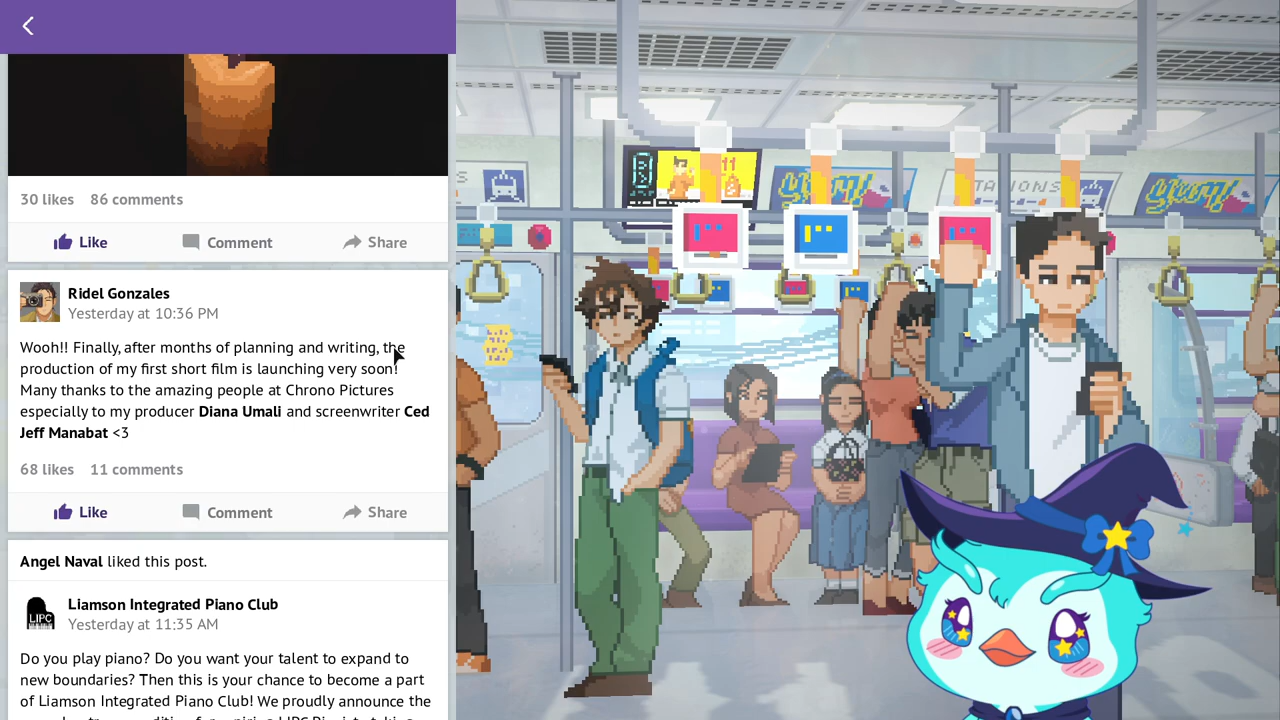 30 likes 86 comments
Like Comment Share
Ridel Gonzales
Yesterday at 10:36 PM
Wooh!! Finally, after months of planning and writing, the
production of my first short film is launching very soon!
Many thanks to the amazing people at Chrono Pictures
especially to my producer Diana Umali and screenwriter Ced
Jeff Manabat <3
68 likes 11 comments
Like Comment Share
Angel Naval liked this post.
LIPC
Liamson Integrated Piano Club
Yesterday at 11:35 AM
Do you play piano? Do you want your talent to expand to
new boundaries? Then this is your chance to become a part
of Liamson Integrated Piano Club! We proudly announce the
Yum!
TATIONS
Yum!